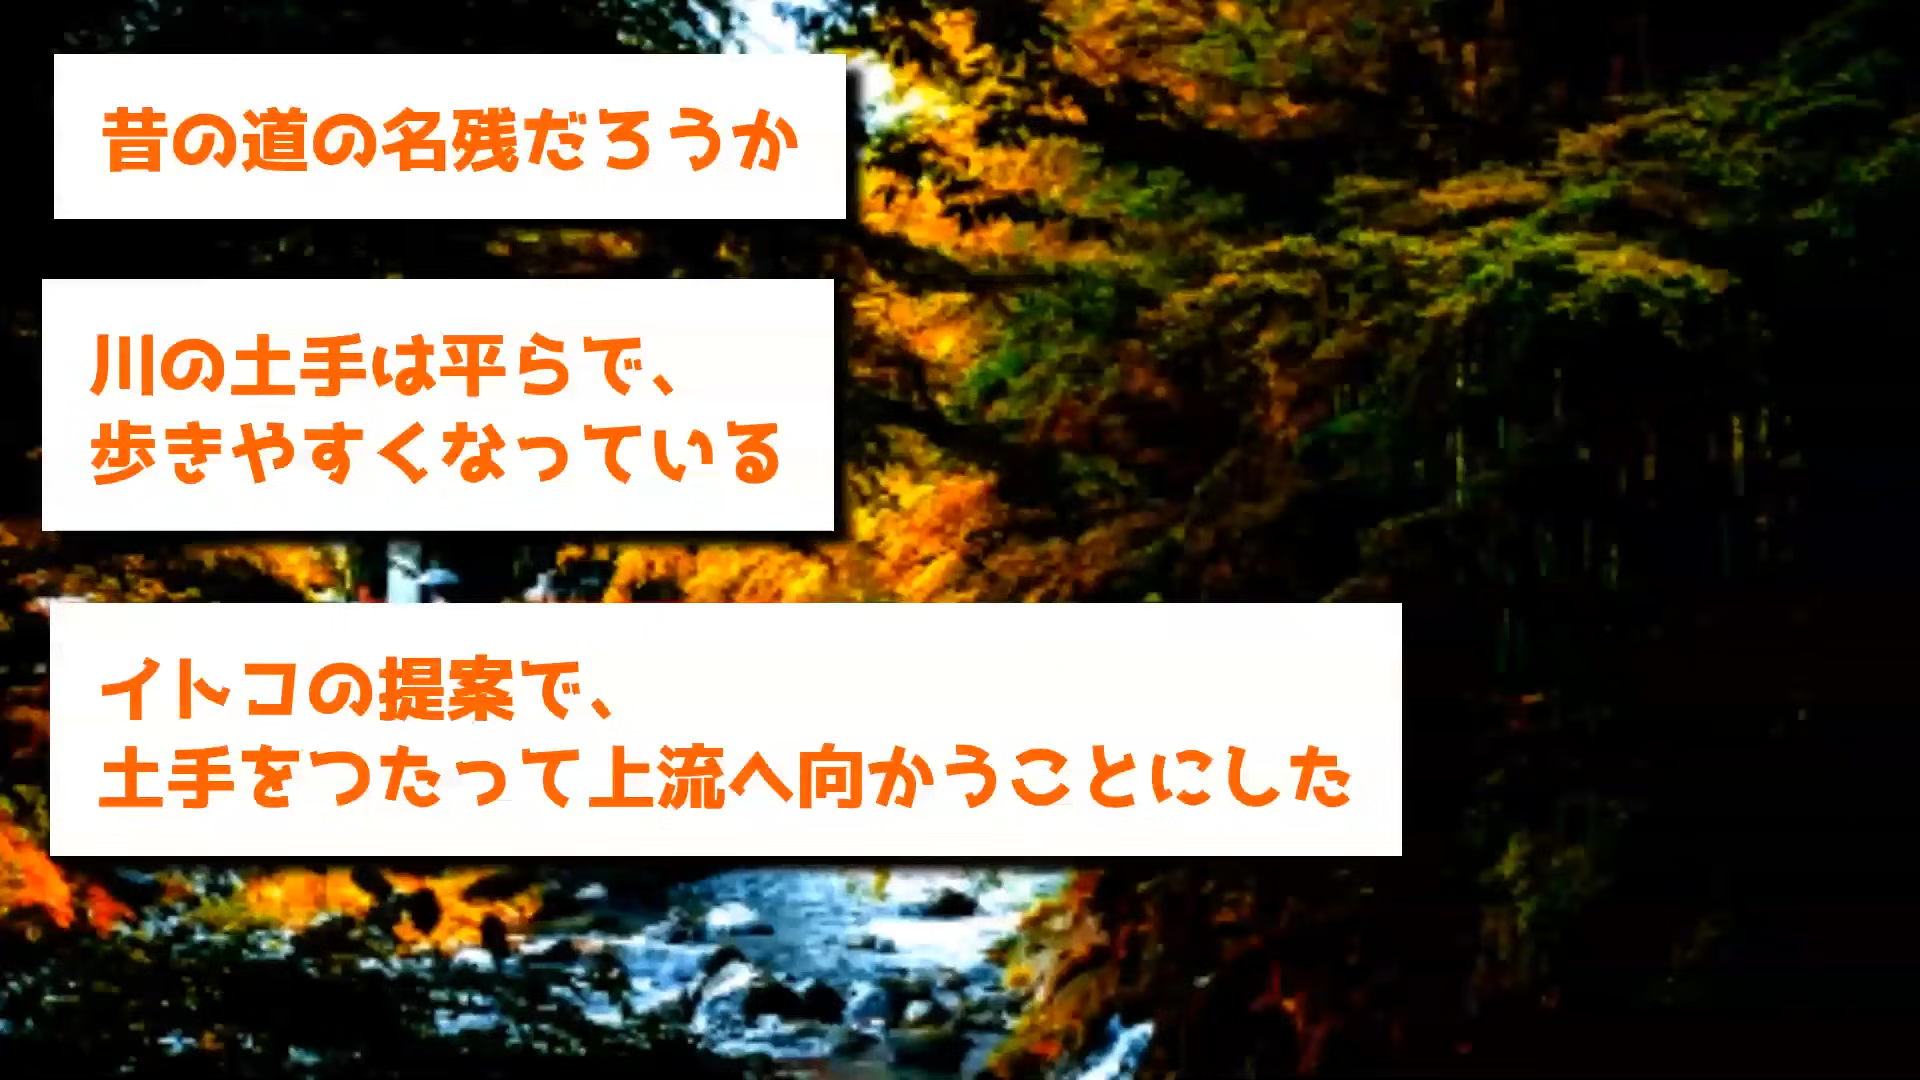 昔の道の名残だろうか
川の土手は平らで、
歩きやすくなっている
イトコの提案で、
土手をつたって上流へ向かうことにした